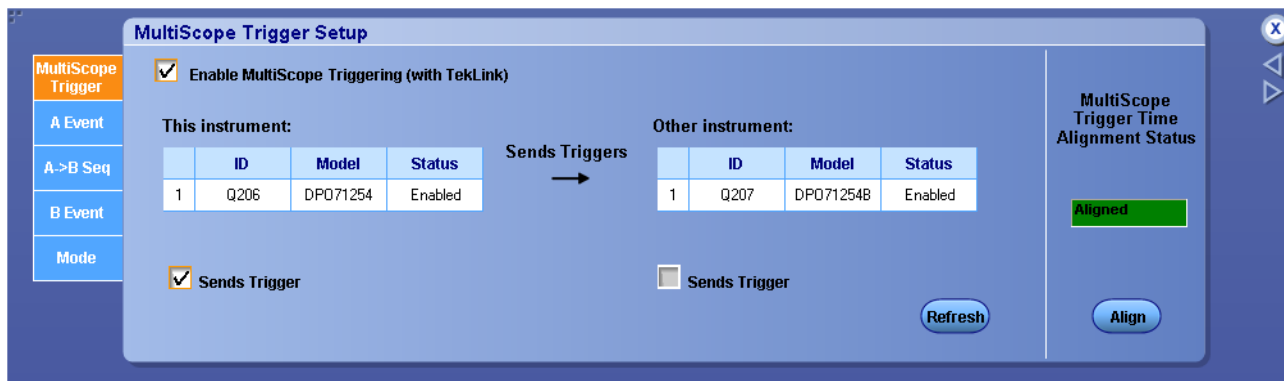 MultiScope Trigger Setup
X
MultiScope
Trigger
A Event
A->B Seq
B Event
Mode
Enable MultiScope Triggering (with TekLink)
This instrument:
ID Model Status
1 Q206 DPO71254 Enabled
Sends Trigger
Sends Triggers
Other instrument:
ID Model Status
1 Q207 DPO71254B Enabled
Sends Trigger
Refresh
MultiScope
Trigger Time
Alignment Status
Aligned
Align